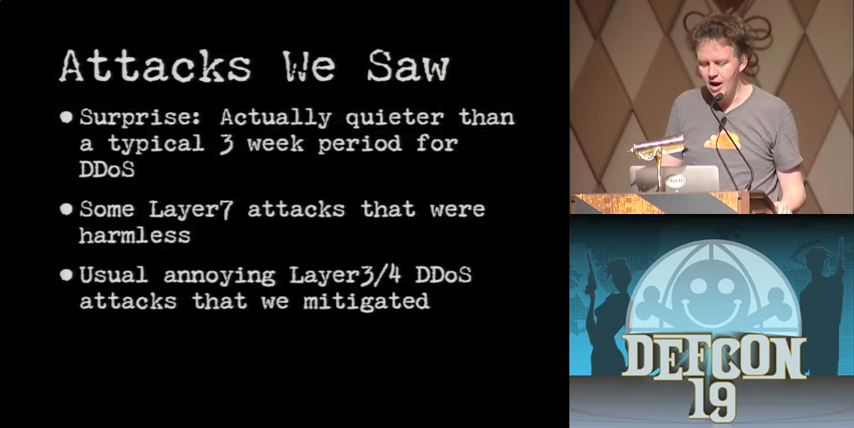 Attacks We Saw
Surprise: Actually quieter than
a typical 3 week period for
DDoS
Some Layer7 attacks that were
harmless
Usual annoying Layer3/4 DDoS
attacks that we mitigated
DEFCON
19